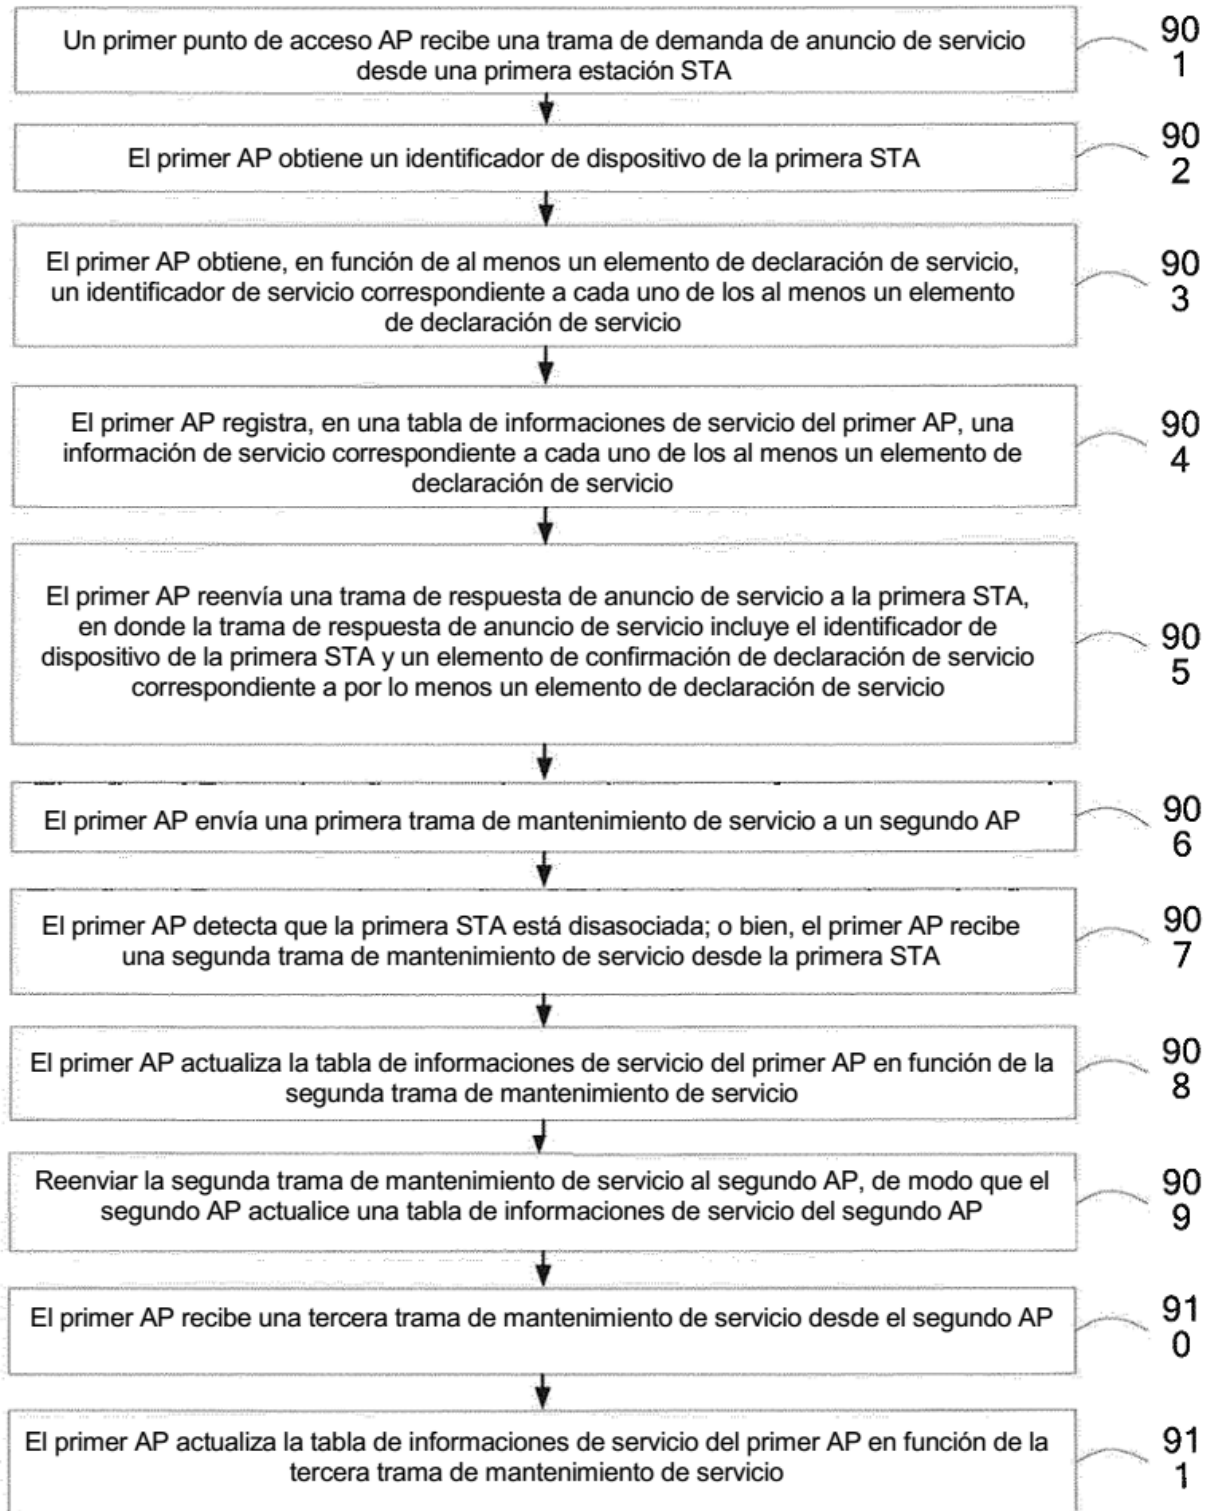 Un primer punto de acceso AP recibe una trama de demanda de anuncio de servicio
desde una primera estación STA
90
1
El primer AP obtiene un identificador de dispositivo de la primera STA
90
2
El primer AP obtiene, en función de al menos un elemento de declaración de servicio,
un identificador de servicio correspondiente a cada uno de los al menos un elemento
de declaración de servicio
90
3
El primer AP registra, en una tabla de informaciones de servicio del primer AP, una
información de servicio correspondiente a cada uno de los al menos un elemento de
declaración de servicio
90
4
El primer AP reenvía una trama de respuesta de anuncio de servicio a la primera STA,
en donde la trama de respuesta de anuncio de servicio incluye el identificador de
dispositivo de la primera STA y un elemento de confirmación de declaración de servicio
correspondiente a por lo menos un elemento de declaración de servicio
90
5
El primer AP envía una primera trama de mantenimiento de servicio a un segundo AP
90
6
El primer AP detecta que la primera STA está disasociada; o bien, el primer AP recibe
una segunda trama de mantenimiento de servicio desde la primera STA
90
7
El primer AP actualiza la tabla de informaciones de servicio del primer AP en función de la
segunda trama de mantenimiento de servicio
90
8
Reenviar la segunda trama de mantenimiento de servicio al segundo AP, de modo que el
segundo AP actualice una tabla de informaciones de servicio del segundo AP
90
9
El primer AP recibe una tercera trama de mantenimiento de servicio desde el segundo AP
91
0
El primer AP actualiza la tabla de informaciones de servicio del primer AP en función de la
tercera trama de mantenimiento de servicio
91
1